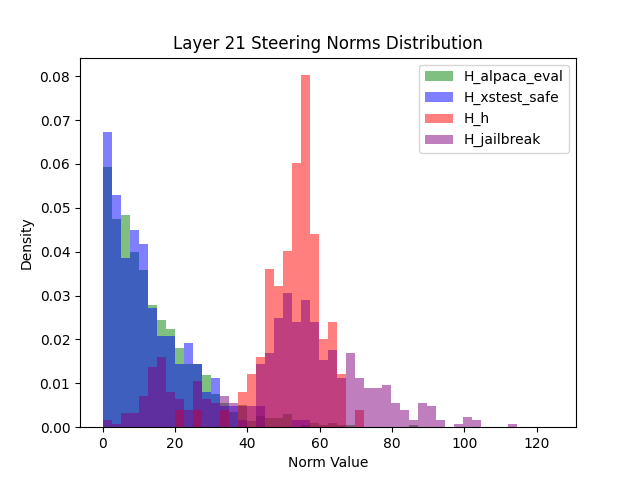 Layer 21 Steering Norms Distribution
H_alpaca_eval
H_xstest_safe
H_h
H_jailbreak
Density
0.08
0.07
0.06
0.05
0.04
0.03
0.02
0.01
0.00
0 20 40 60 80 100 120
Norm Value